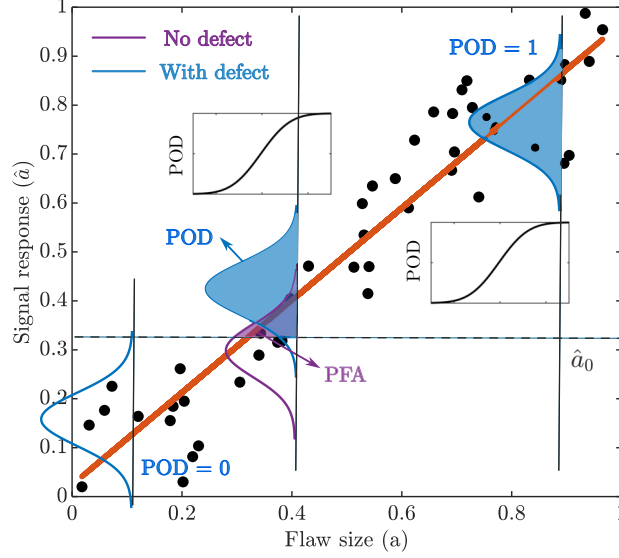 No defect
With defect
POD = 1
POD
POD
POD
PFA
â₀
POD = 0
Signal response (â)
1
0.9
0.8
0.7
0.6
0.5
0.4
0.3
0.2
0.1
0
0
0.2
0.4
0.6
0.8
1
Flaw size (a)